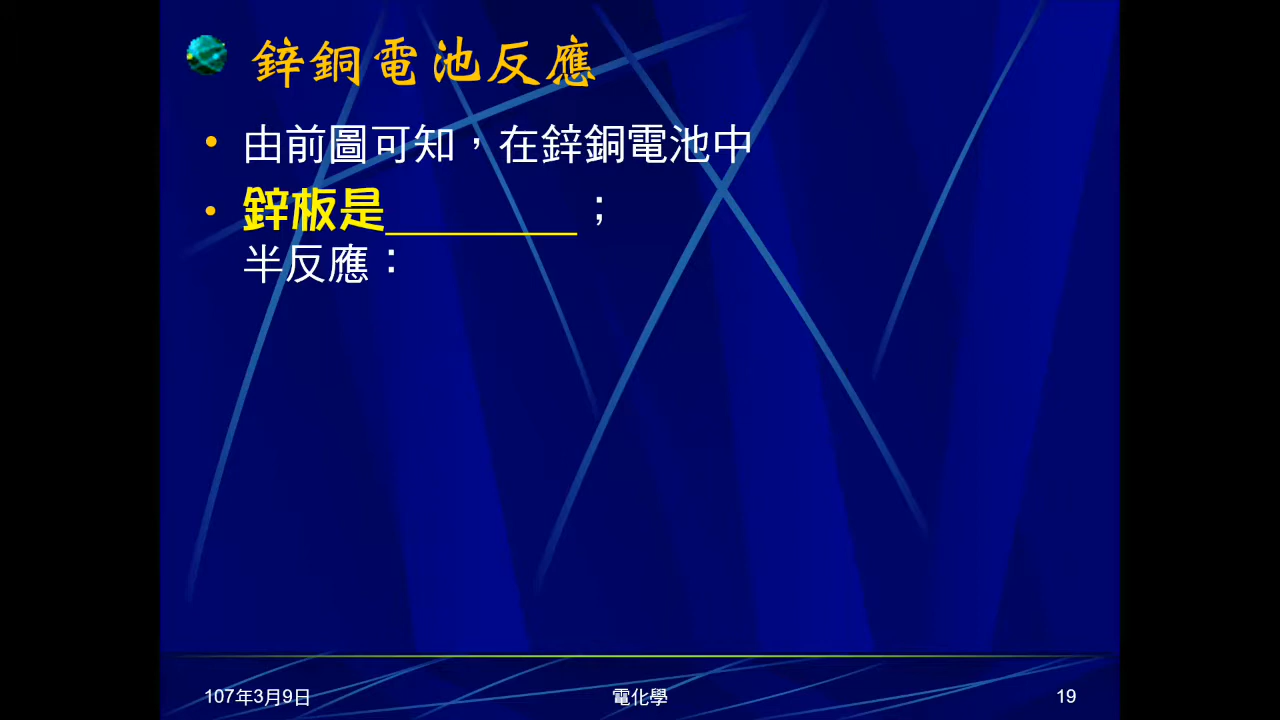 鋅銅電池反應
• 由前圖可知，在鋅銅電池中
• 鋅板是________；
半反應：
107年3月9日
電化學
19